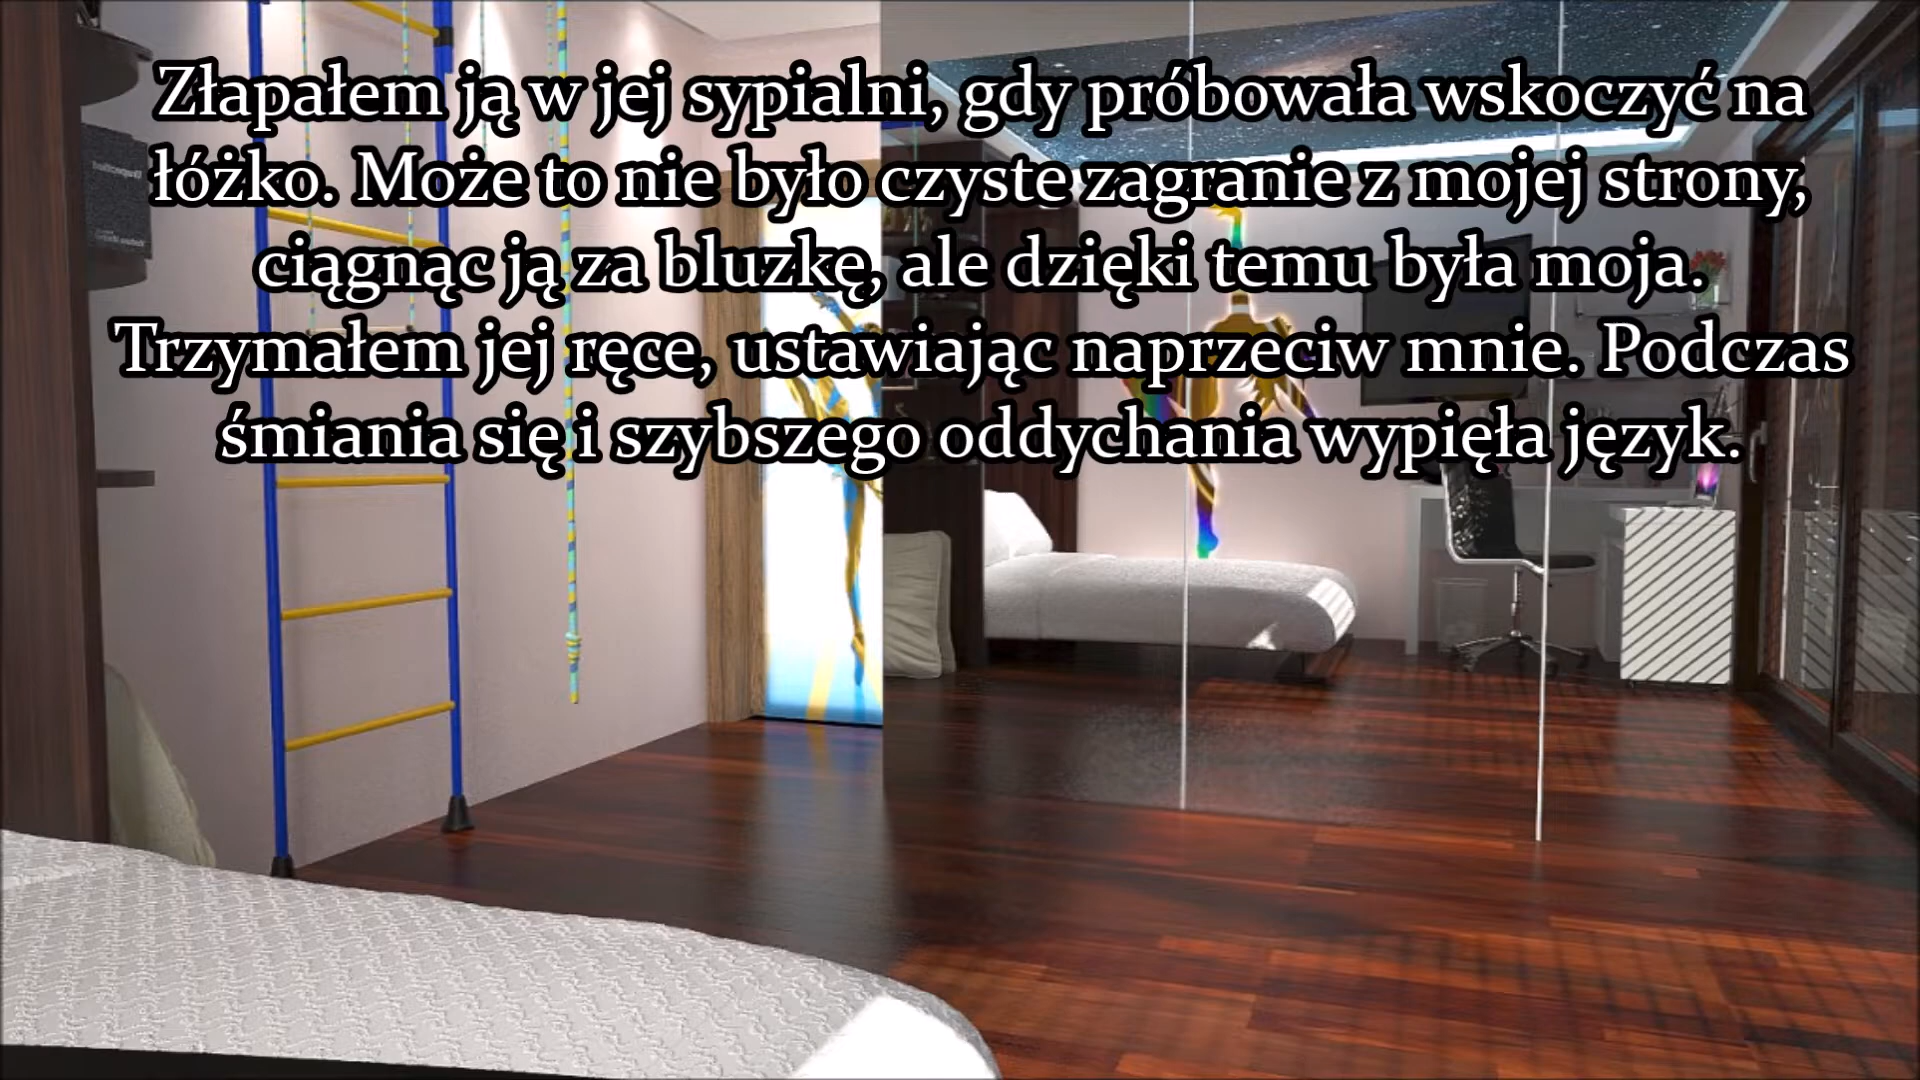 Złapałem ją w jej sypialni, gdy próbowała wskoczyć na
łóżko. Może to nie było czyste zagranie z mojej strony,
ciągnąc ją za bluzkę, ale dzięki temu była moja.
Trzymałem jej ręce, ustawiając naprzeciw mnie. Podczas
śmiania się i szybszego oddychania wypięła język.